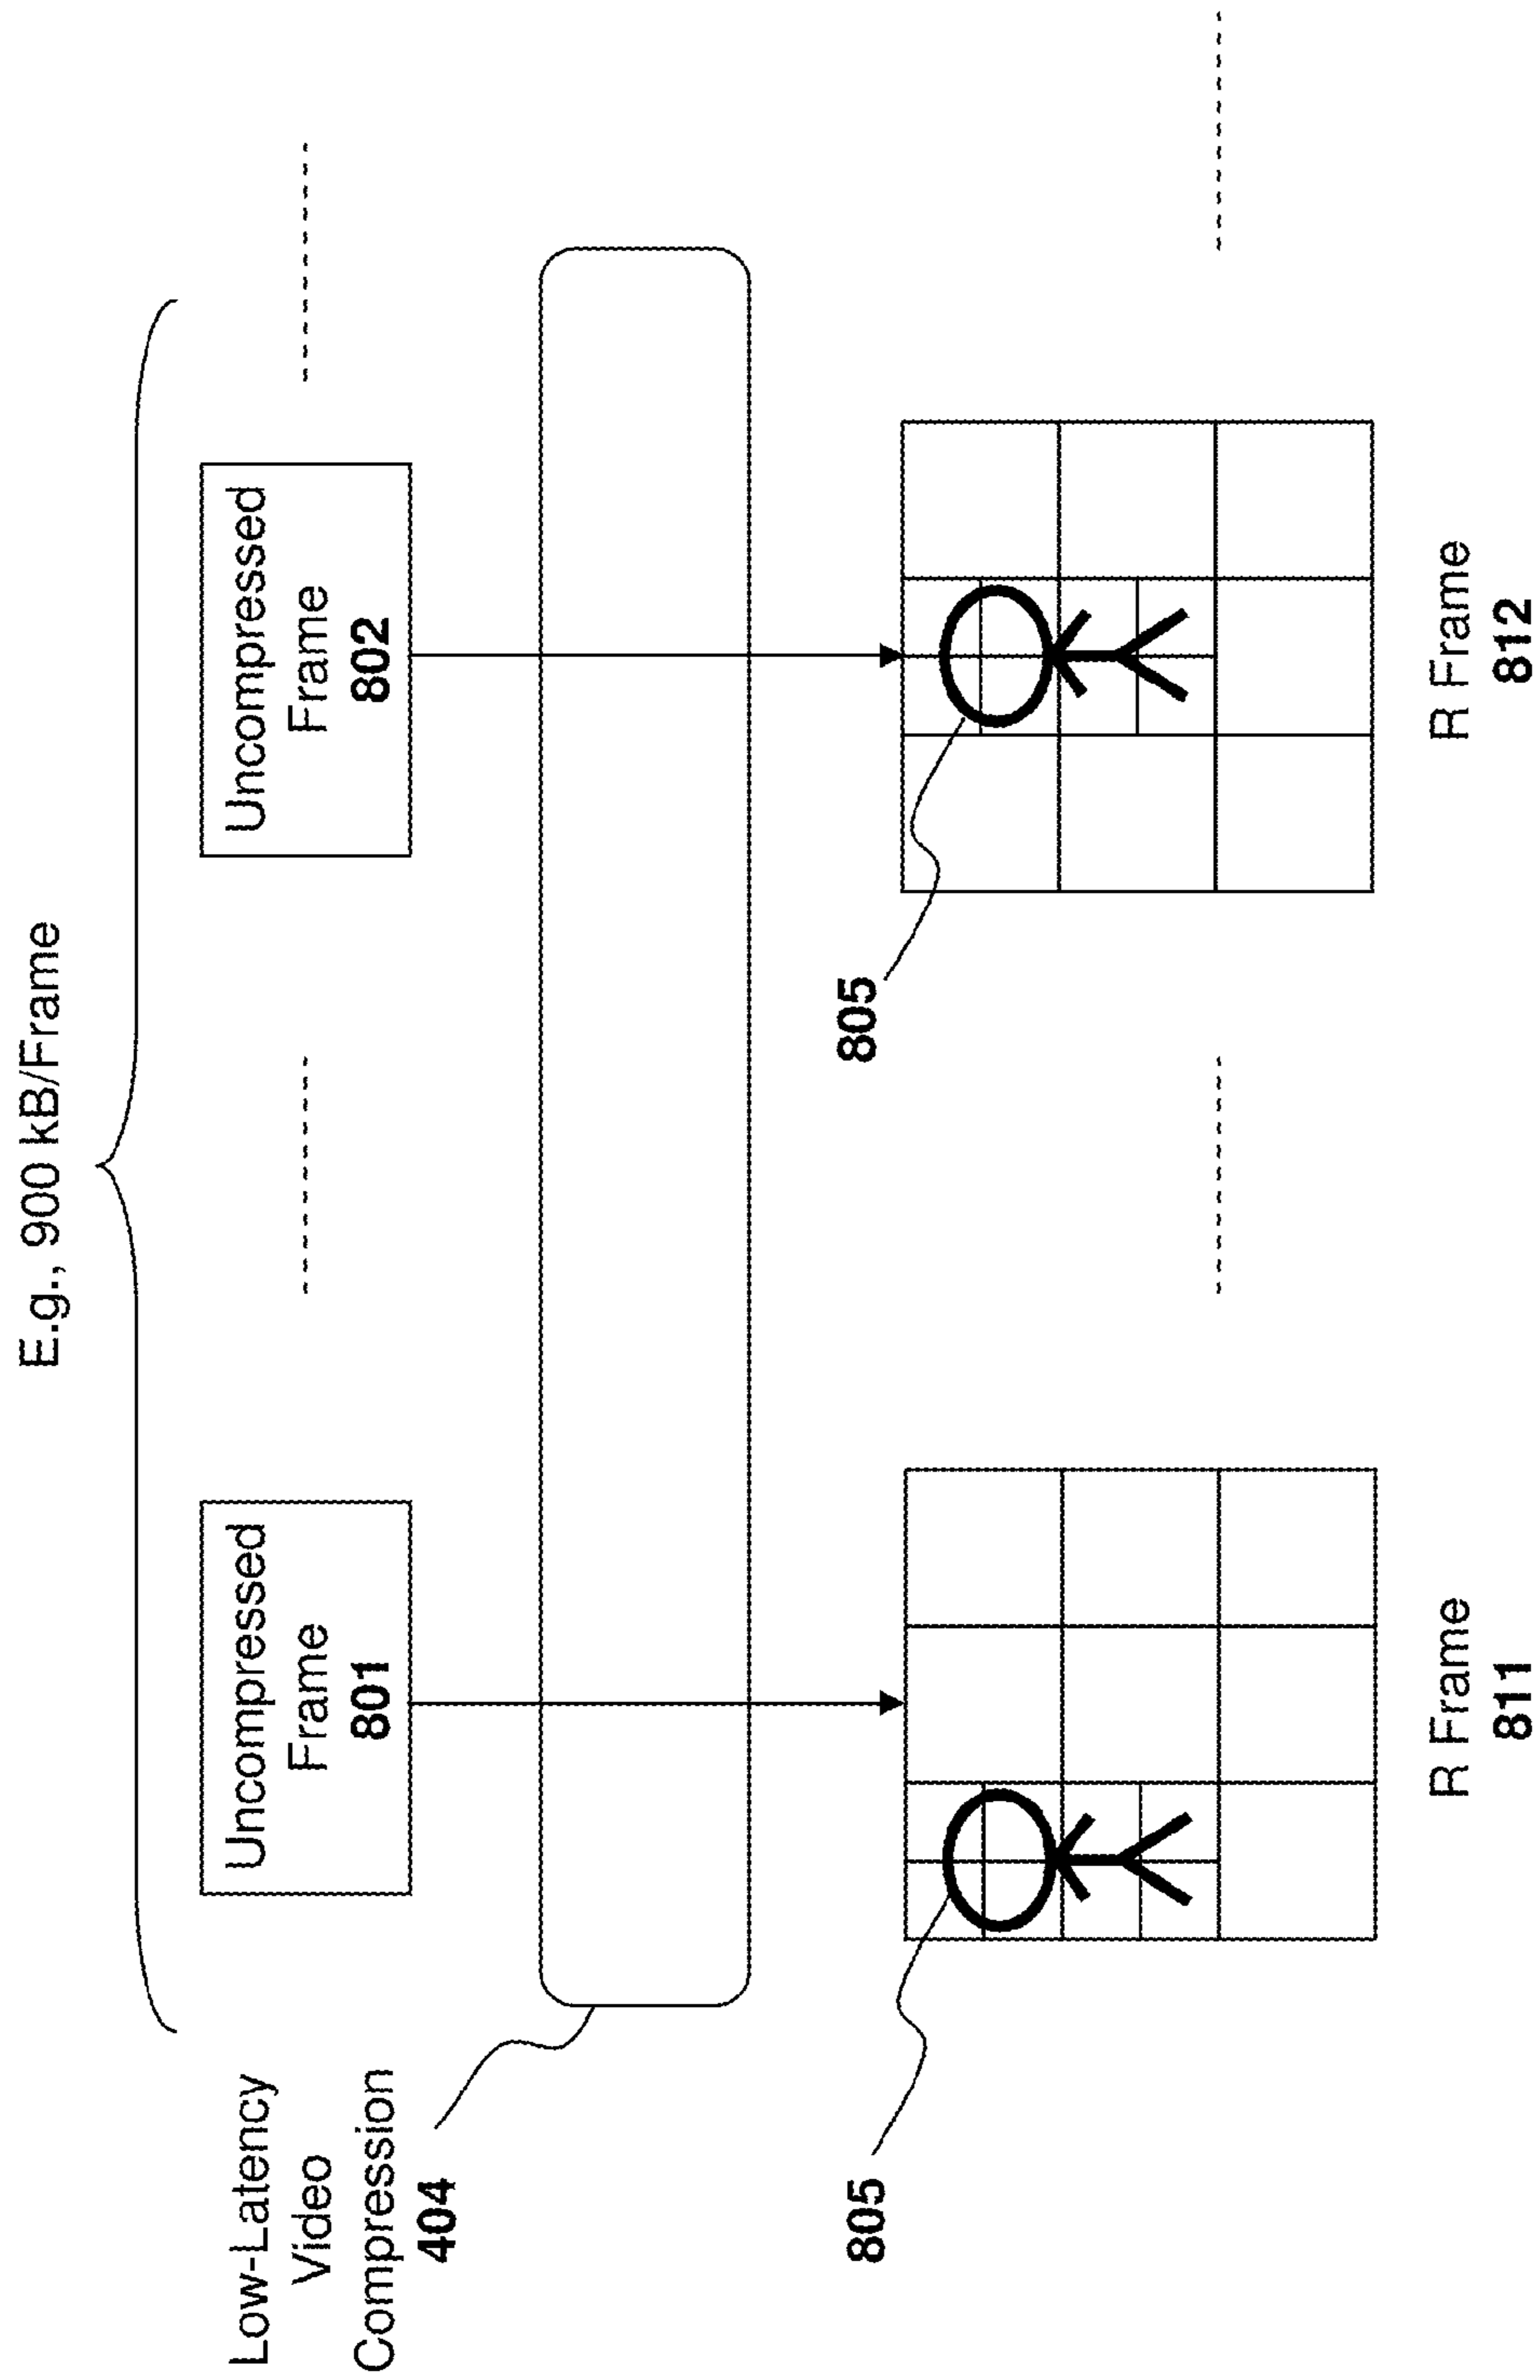 E.g., 900 kB/Frame
Low-Latency
Video
Compression
404
Uncompressed
Frame
801
Uncompressed
Frame
802
805
805
R Frame
811
R Frame
812